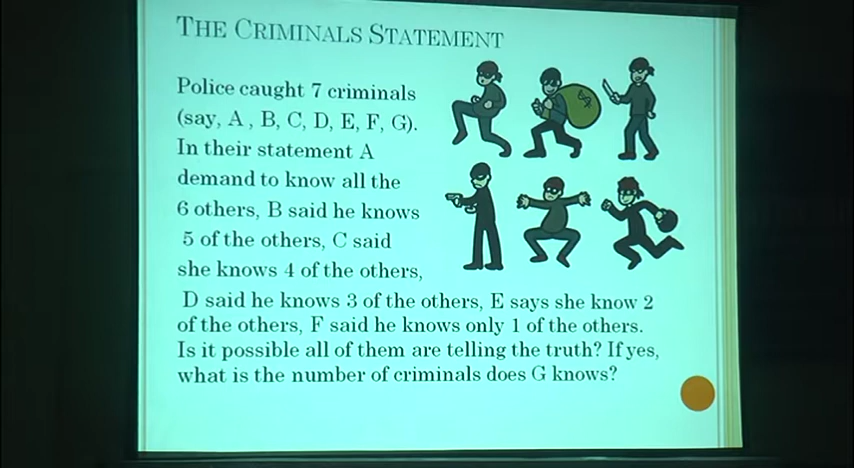 THE CRIMINALS STATEMENT
Police caught 7 criminals
(say, A , B, C, D, E, F, G).
In their statement A
demand to know all the
6 others, B said he knows
5 of the others, C said
she knows 4 of the others,
D said he knows 3 of the others, E says she know 2
of the others, F said he knows only 1 of the others.
Is it possible all of them are telling the truth? If yes,
what is the number of criminals does G knows?